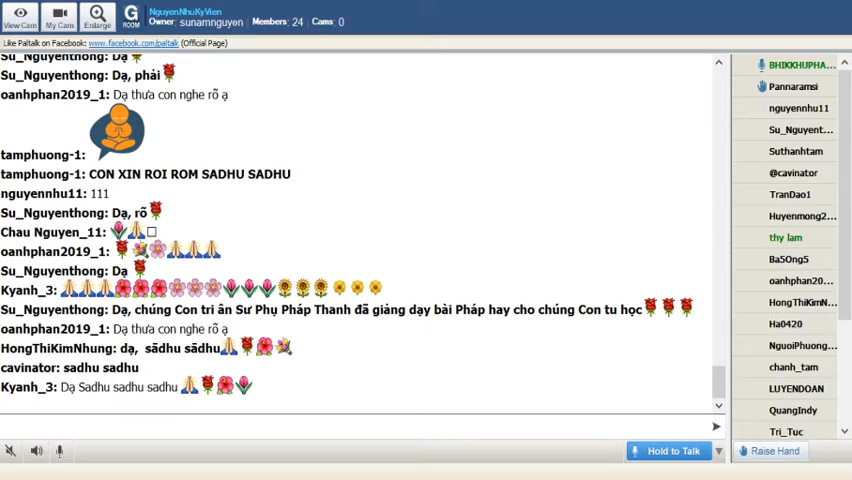 View Cam
My Cam
Enlarge
G
ROOM
NguyenNhuKyVien
Owner: sunamnguyen Members: 24 Cams: 0
Like Paltalk on Facebook: www.facebook.com/paltalk (Official Page)
Su_Nguyenthong: Dạ
Su_Nguyenthong: Dạ, phải
oanhphan2019_1: Dạ thưa con nghe rõ ạ
tamphuong-1:
tamphuong-1: CON XIN ROI ROM SADHU SADHU
nguyennhu11: 111
Su_Nguyenthong: Dạ, rõ
Chau Nguyen_11:
oanhphan2019_1:
Su_Nguyenthong: Dạ
Kyanh_3:
Su_Nguyenthong: Dạ, chúng Con tri ân Sư Phụ Pháp Thanh đã giảng dạy bài Pháp hay cho chúng Con tu học
oanhphan2019_1: Dạ thưa con nghe rõ ạ
HongThiKimNhung: dạ, sādhu sādhu
cavinator: sadhu sadhu
Kyanh_3: Dạ Sadhu sadhu sadhu
Hold to Talk
BHIKKHUPHA...
Pannaramsi
nguyennhu11
Su_Nguyent...
Suthanhtam
@cavinator
TranDao1
Huyenmong2...
thy lam
Ba5Ong5
oanhphan20...
HongThiKimN...
Ha0420
NguoiPhuong...
chanh_tam
LUYENDOAN
QuangIndy
Tri_Tuc
Raise Hand